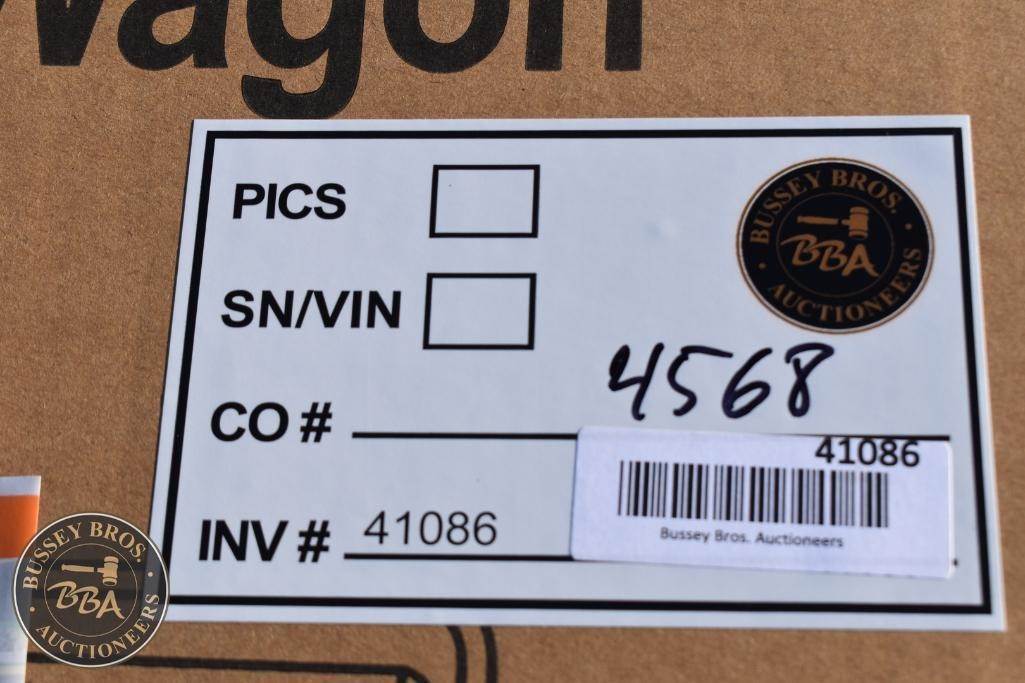 Wagon
PICS
BUSSEY BROS.
BBA
AUCTIONEERS
SN/VIN
4568
CO #
41086
Bussey Bros. Auctioneers
INV # 41086
BUSSEY BROS.
BBA
AUCTIONEERS